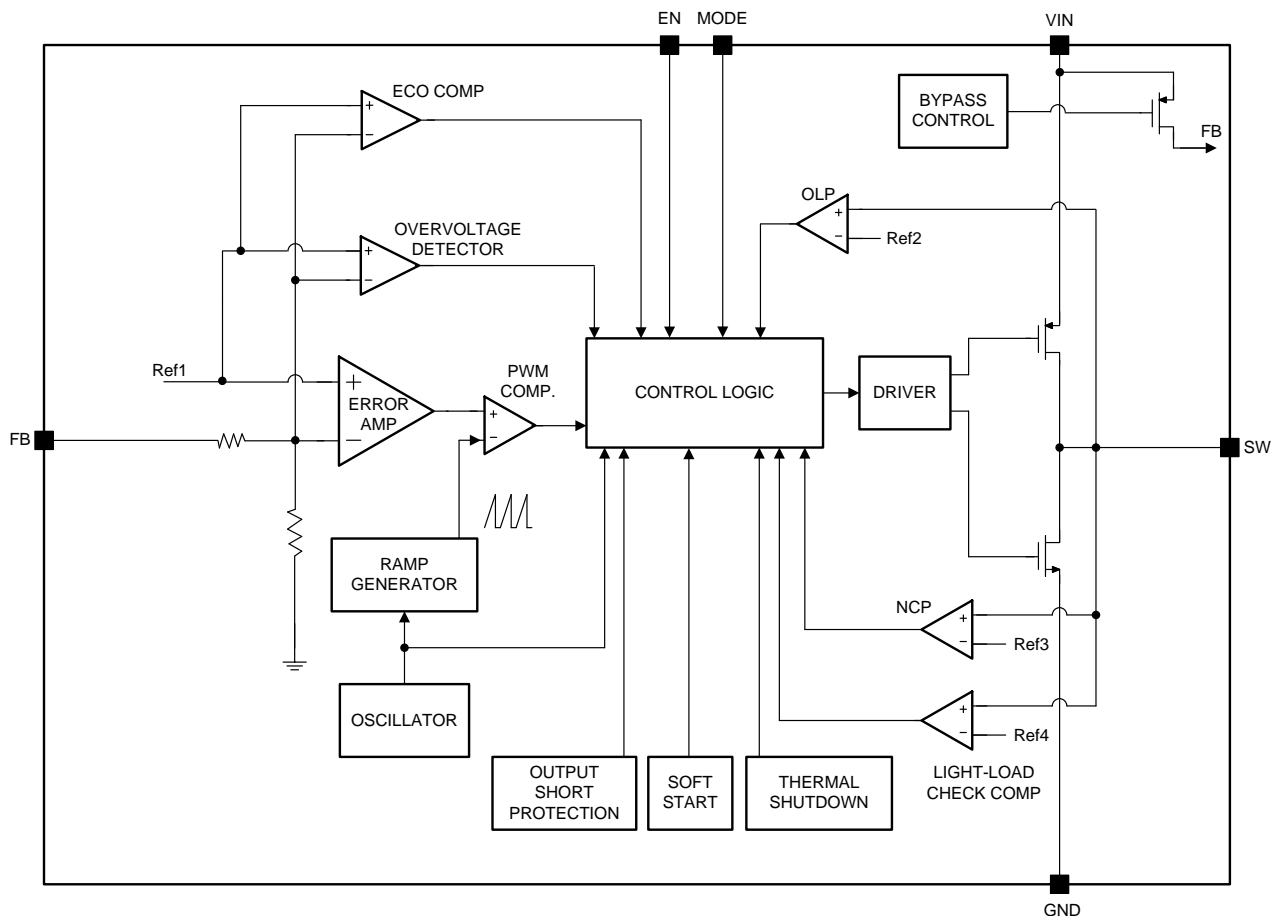 EN
MODE
VIN
ECO COMP
+
−
BYPASS
CONTROL
FB
OLP
+
−
Ref2
OVERVOLTAGE
DETECTOR
+
−
Ref1
+
−
ERROR
AMP
PWM
COMP.
+
−
CONTROL LOGIC
DRIVER
FB
SW
RAMP
GENERATOR
NCP
+
−
Ref3
OSCILLATOR
+
−
Ref4
LIGHT-LOAD
CHECK COMP
OUTPUT
SHORT
PROTECTION
SOFT
START
THERMAL
SHUTDOWN
GND